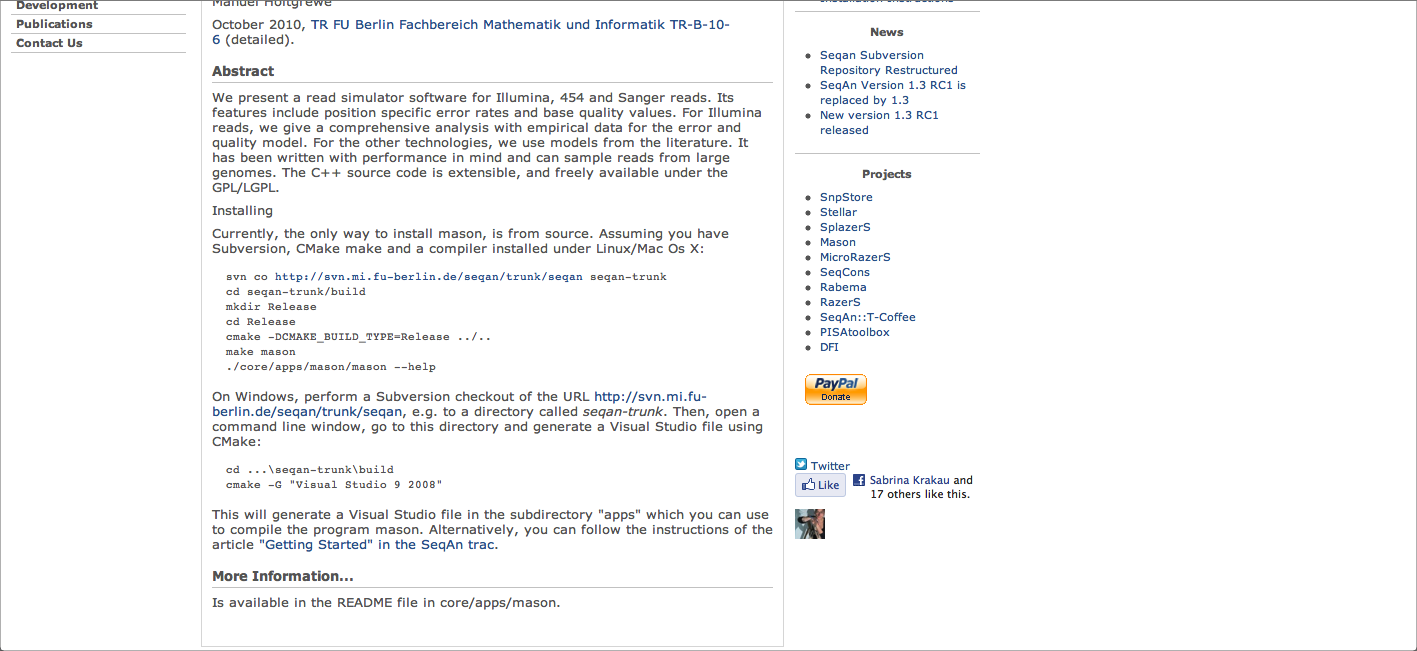 Development
Publications
Contact Us
Manuel Holtgrewe
October 2010, TR FU Berlin Fachbereich Mathematik und Informatik TR-B-10-
6 (detailed).
Abstract
We present a read simulator software for Illumina, 454 and Sanger reads. Its
features include position specific error rates and base quality values. For Illumina
reads, we give a comprehensive analysis with empirical data for the error and
quality model. For the other technologies, we use models from the literature. It
has been written with performance in mind and can sample reads from large
genomes. The C++ source code is extensible, and freely available under the
GPL/LGPL.
Installing
Currently, the only way to install mason, is from source. Assuming you have
Subversion, CMake make and a compiler installed under Linux/Mac Os X:
svn co http://svn.mi.fu-berlin.de/seqan/trunk/seqan seqan-trunk
cd seqan-trunk/build
mkdir Release
cd Release
cmake -DCMAKE_BUILD_TYPE=Release ../..
make mason
./core/apps/mason/mason --help
On Windows, perform a Subversion checkout of the URL http://svn.mi.fu-
berlin.de/seqan/trunk/seqan, e.g. to a directory called seqan-trunk. Then, open a
command line window, go to this directory and generate a Visual Studio file using
CMake:
cd ...\seqan-trunk\build
cmake -G "Visual Studio 9 2008"
This will generate a Visual Studio file in the subdirectory "apps" which you can use
to compile the program mason. Alternatively, you can follow the instructions of the
article "Getting Started" in the SeqAn trac.
More Information...
Is available in the README file in core/apps/mason.
News
Seqan Subversion
Repository Restructured
SeqAn Version 1.3 RC1 is
replaced by 1.3
New version 1.3 RC1
released
Projects
SnpStore
Stellar
SplazerS
Mason
MicroRazerS
SeqCons
Rabema
RazerS
SeqAn::T-Coffee
PISAtoolbox
DFI
PayPal
Donate
Twitter
Like
Sabrina Krakau and
17 others like this.